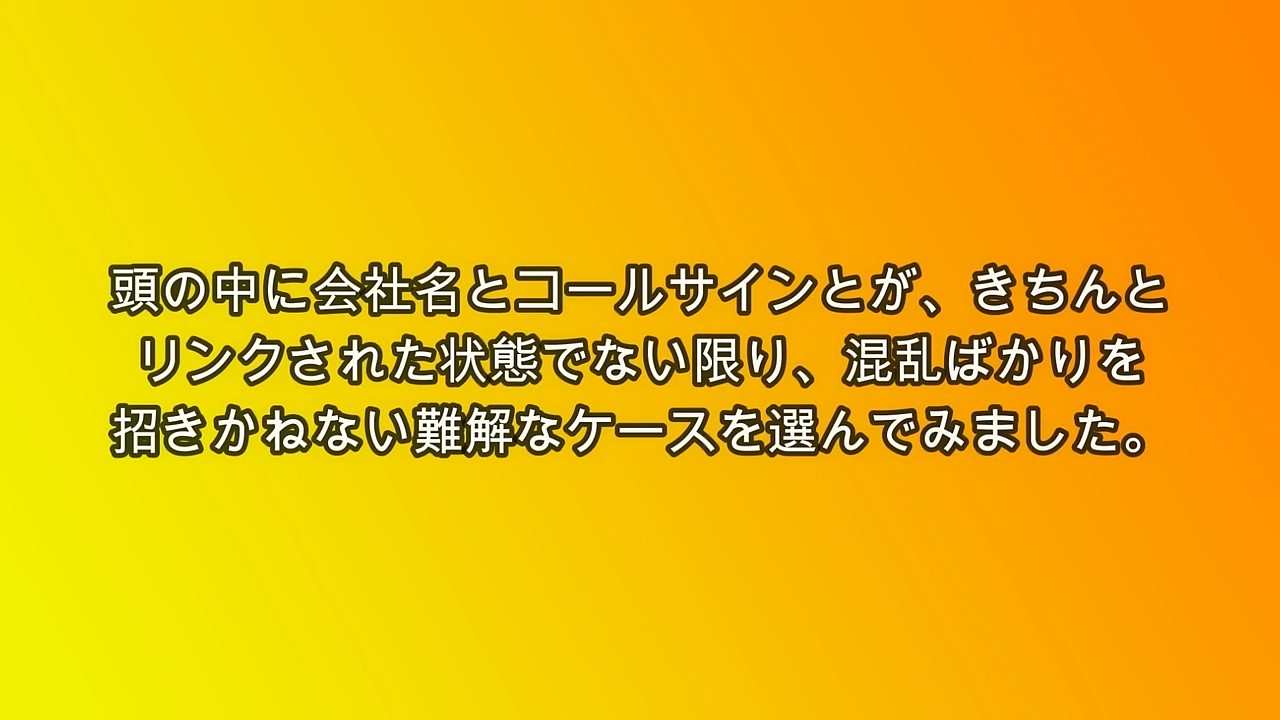 頭の中に会社名とコールサインとが、きちんと
リンクされた状態でない限り、混乱ばかりを
招きかねない難解なケースを選んでみました。